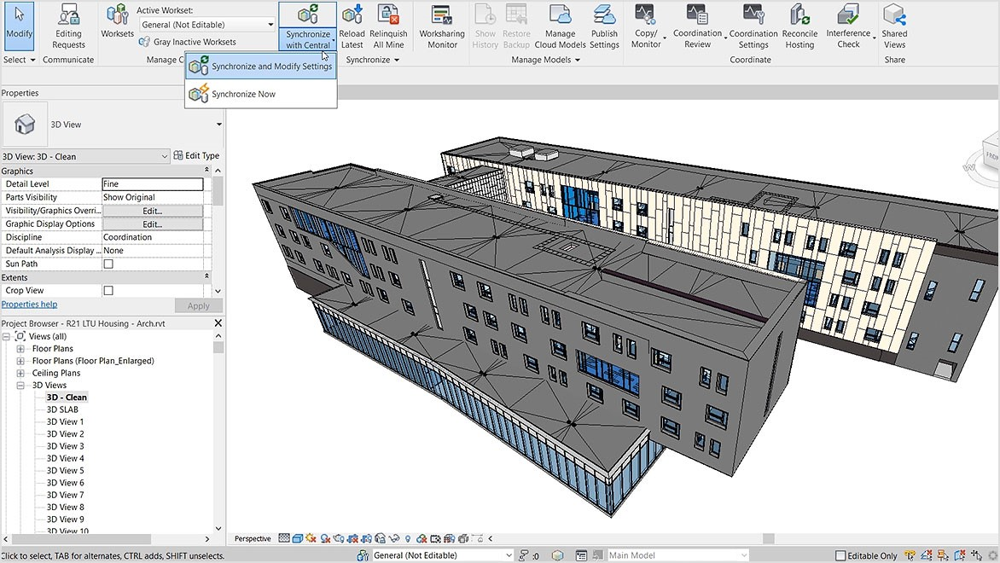 Modify
Select
Editing
Requests
Communicate
Worksets
Active Workset:
General (Not Editable)
Gray Inactive Worksets
Manage C
Synchronize
with Central
Synchronize and Modify Settings
Synchronize Now
Reload
Latest
Relinquish
All Mine
Synchronize
Worksharing
Monitor
Show
History
Restore
Backup
Manage
Cloud Models
Publish
Settings
Manage Models
Copy/
Monitor
Coordination
Review
Coordination
Settings
Reconcile
Hosting
Interference
Check
Coordinate
Shared
Views
Share
Properties
3D View
3D View: 3D - Clean
Edit Type
Graphics
Detail Level Fine
Parts Visibility Show Original
Visibility/Graphics Overri... Edit...
Graphic Display Options Edit...
Discipline Coordination
Default Analysis Display ... None
Sun Path
Extents
Crop View
Properties help
Apply
Project Browser - R21 LTU Housing - Arch.rvt
Views (all)
Floor Plans
Floor Plans (Floor Plan_Enlarged)
Ceiling Plans
3D Views
3D - Clean
3D SLAB
3D View 1
3D View 2
3D View 3
3D View 4
3D View 5
3D View 6
3D View 7
3D View 8
3D View 9
3D View 10
FRON
W
Perspective
Click to select, TAB for alternates, CTRL adds, SHIFT unselects.
General (Not Editable)
:0
Main Model
Editable Only